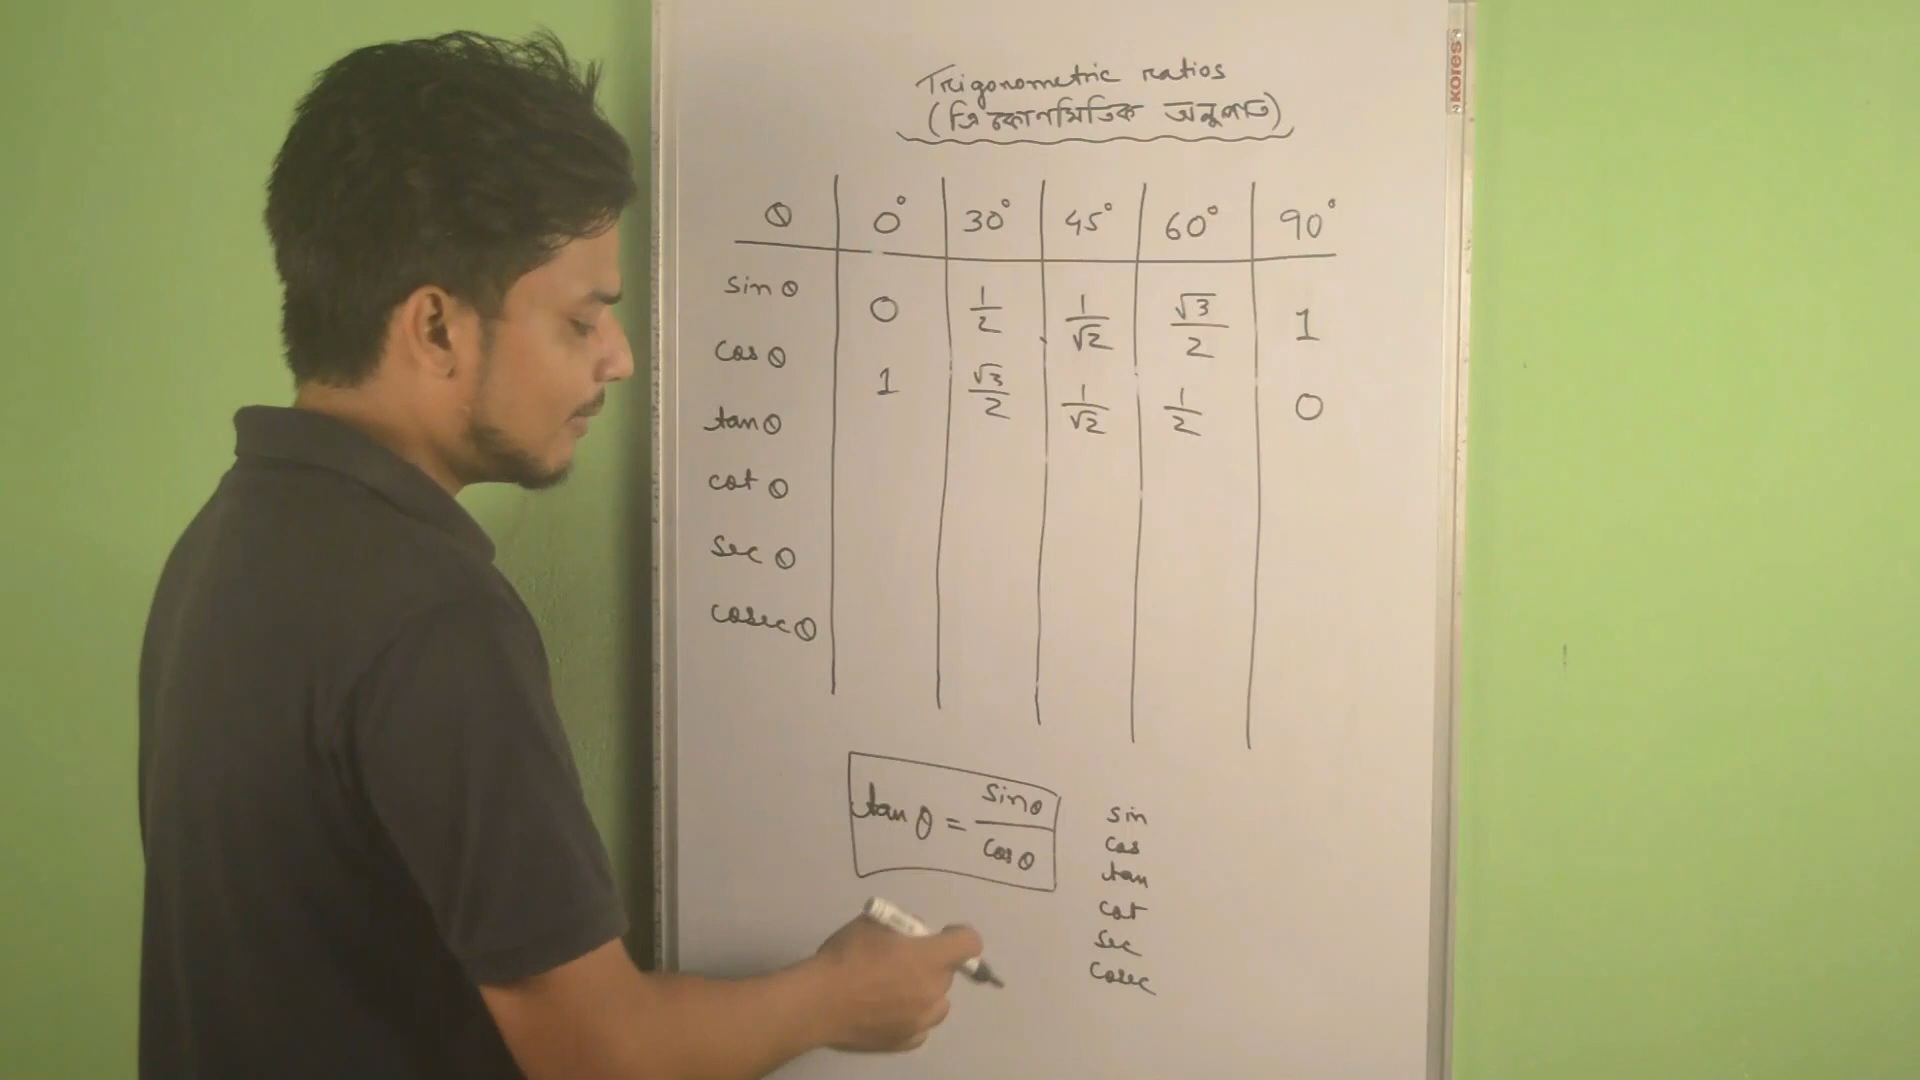 Trigonometric ratios
(ত্রিকোণমিতিক অনুপাত)
θ 0° 30° 45° 60° 90°
sin θ 0 1/2 1/√2 √3/2 1
cos θ 1 √3/2 1/√2 1/2 0
tan θ
cot θ
sec θ
cosec θ
tan θ = sin θ / cos θ
sin
cos
tan
cot
sec
cosec
KORES